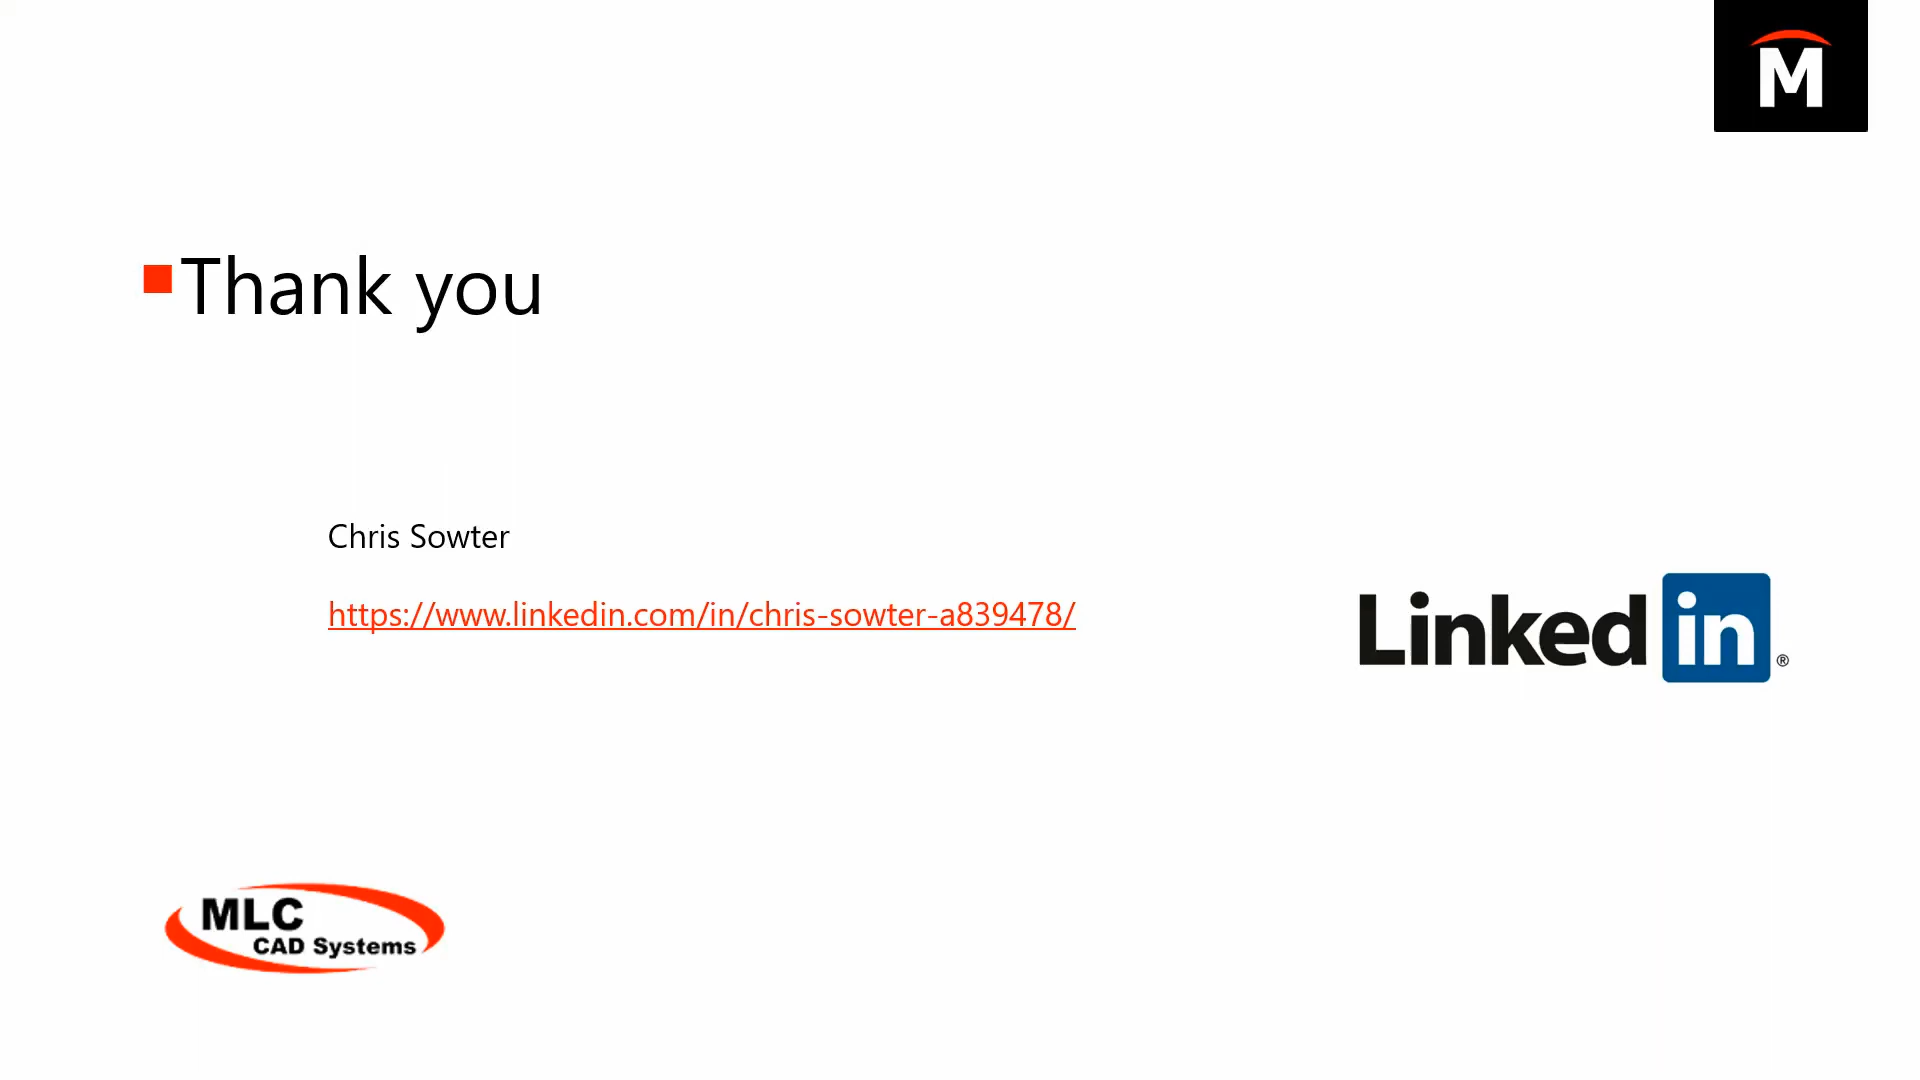 M
Thank you
Chris Sowter
https://www.linkedin.com/in/chris-sowter-a839478/
Linked in ®
MLC
CAD Systems